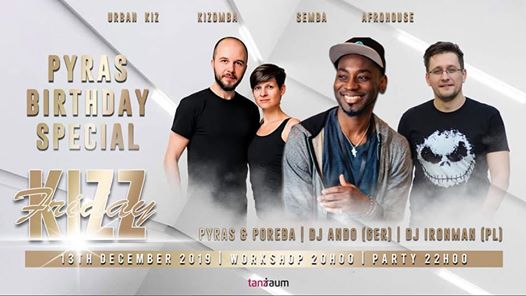 URBAN KIZ KIZOMBA SEMBA AFROHOUSE
PYRAS
BIRTHDAY
SPECIAL
KIZZ
Friday
PYRAS & POREBA | DJ ANDO (GER) | DJ IRONMAN (PL)
13TH DECEMBER 2019 | WORKSHOP 20H00 | PARTY 22H00
tanzraum